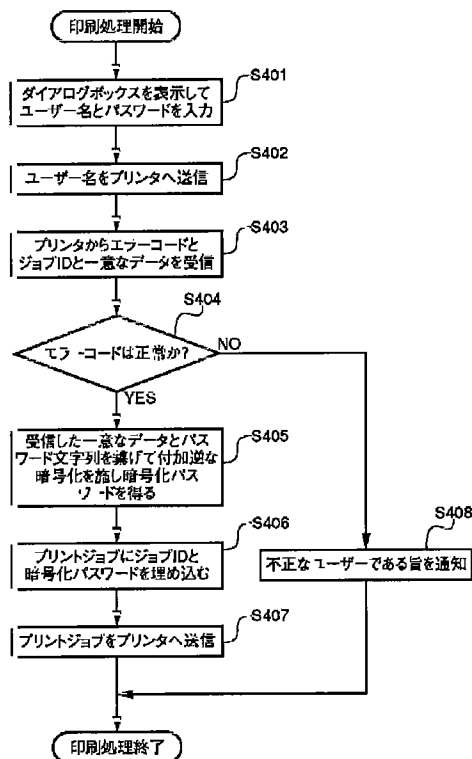 印刷処理開始
S401
ダイアログボックスを表示して
ユーザー名とパスワードを入力
S402
ユーザー名をプリンタへ送信
S403
プリンタからエラーコードと
ジョブIDと一意なデータを受信
S404
エラーコードは正常か?
NO
YES
S405
受信した一意なデータとパス
ワード文字列を繋げて付加逆な
暗号化を施し暗号化パス
ワードを得る
S406
プリントジョブにジョブIDと
暗号化パスワードを埋め込む
S408
不正なユーザーである旨を通知
S407
プリントジョブをプリンタへ送信
印刷処理終了